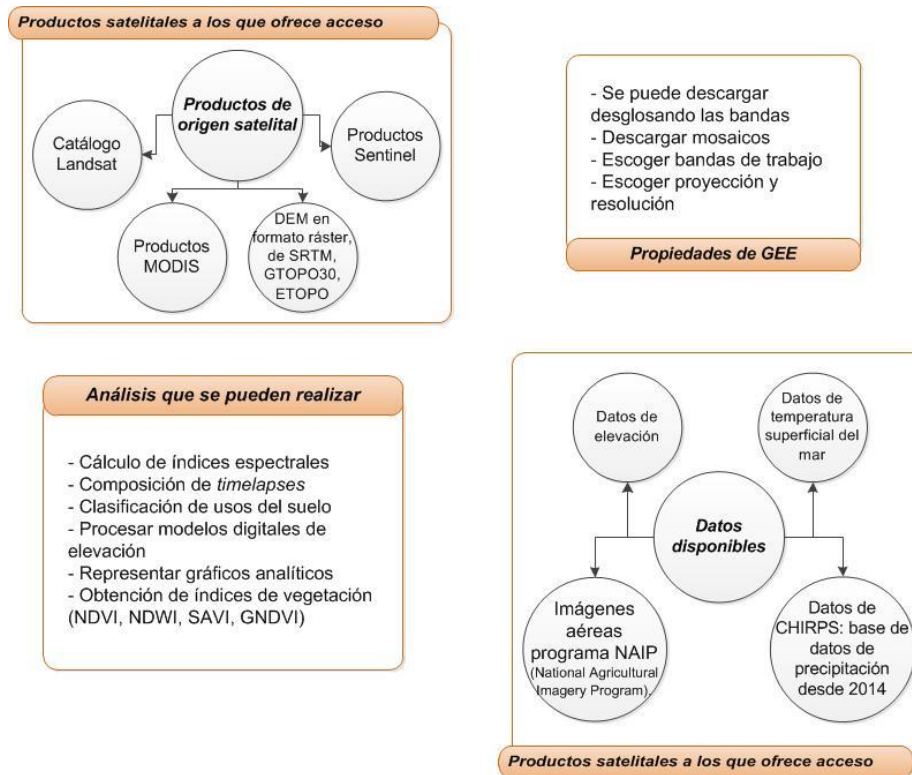 Productos satelitales a los que ofrece acceso
Productos de
origen satelital
Catálogo
Landsat
Productos
Sentinel
Productos
MODIS
DEM en
formato ráster,
de SRTM,
GTOPO30,
ETOPO
- Se puede descargar
desglosando las bandas
- Descargar mosaicos
- Escoger bandas de trabajo
- Escoger proyección y
resolución
Propiedades de GEE
Análisis que se pueden realizar
- Cálculo de índices espectrales
- Composición de timelapses
- Clasificación de usos del suelo
- Procesar modelos digitales de
elevación
- Representar gráficos analíticos
- Obtención de índices de vegetación
(NDVI, NDWI, SAVI, GNDVI)
Datos de
elevación
Datos de
temperatura
superficial del
mar
Datos
disponibles
Imágenes
aéreas
programa NAIP
(National Agricultural
Imagery Program),
Datos de
CHIRPS: base de
datos de
precipitación
desde 2014
Productos satelitales a los que ofrece acceso